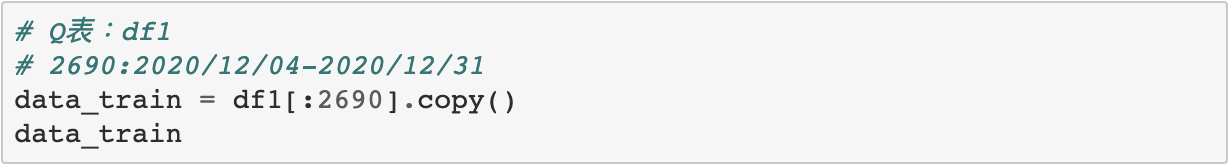 # Q表：df1
# 2690:2020/12/04-2020/12/31
data_train = df1[:2690].copy()
data_train